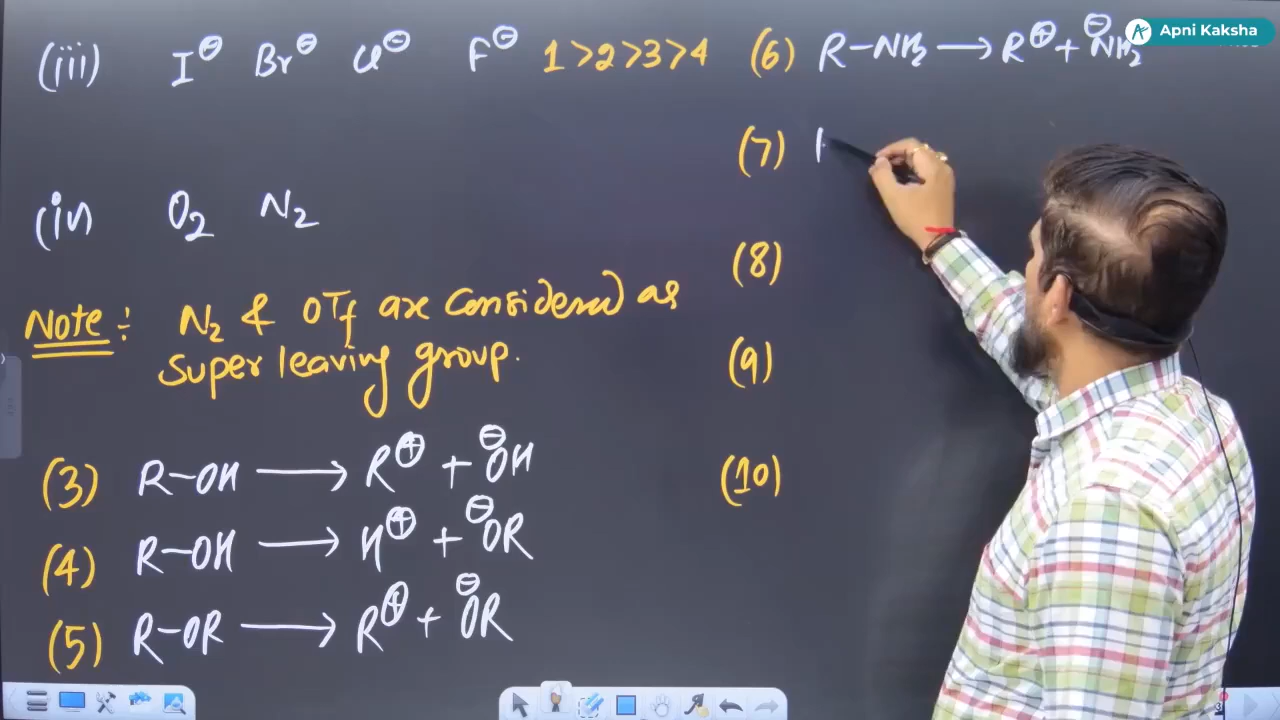 (iii) I⊖ Br⊖ Cl⊖ F⊖ 1 >2 >3 >4
(iv) O2 N2
Note :- N2 & OTf are Considered as
Super leaving group.
(3) R-OH ⟶ R⊕ + ⊖OH
(4) R-OH ⟶ H⊕ + ⊖OR
(5) R-OR ⟶ R⊕ + ⊖OR
(6) R-NH2 ⟶ R⊕ + ⊖NH2
(7)
(8)
(9)
(10)
Apni Kaksha